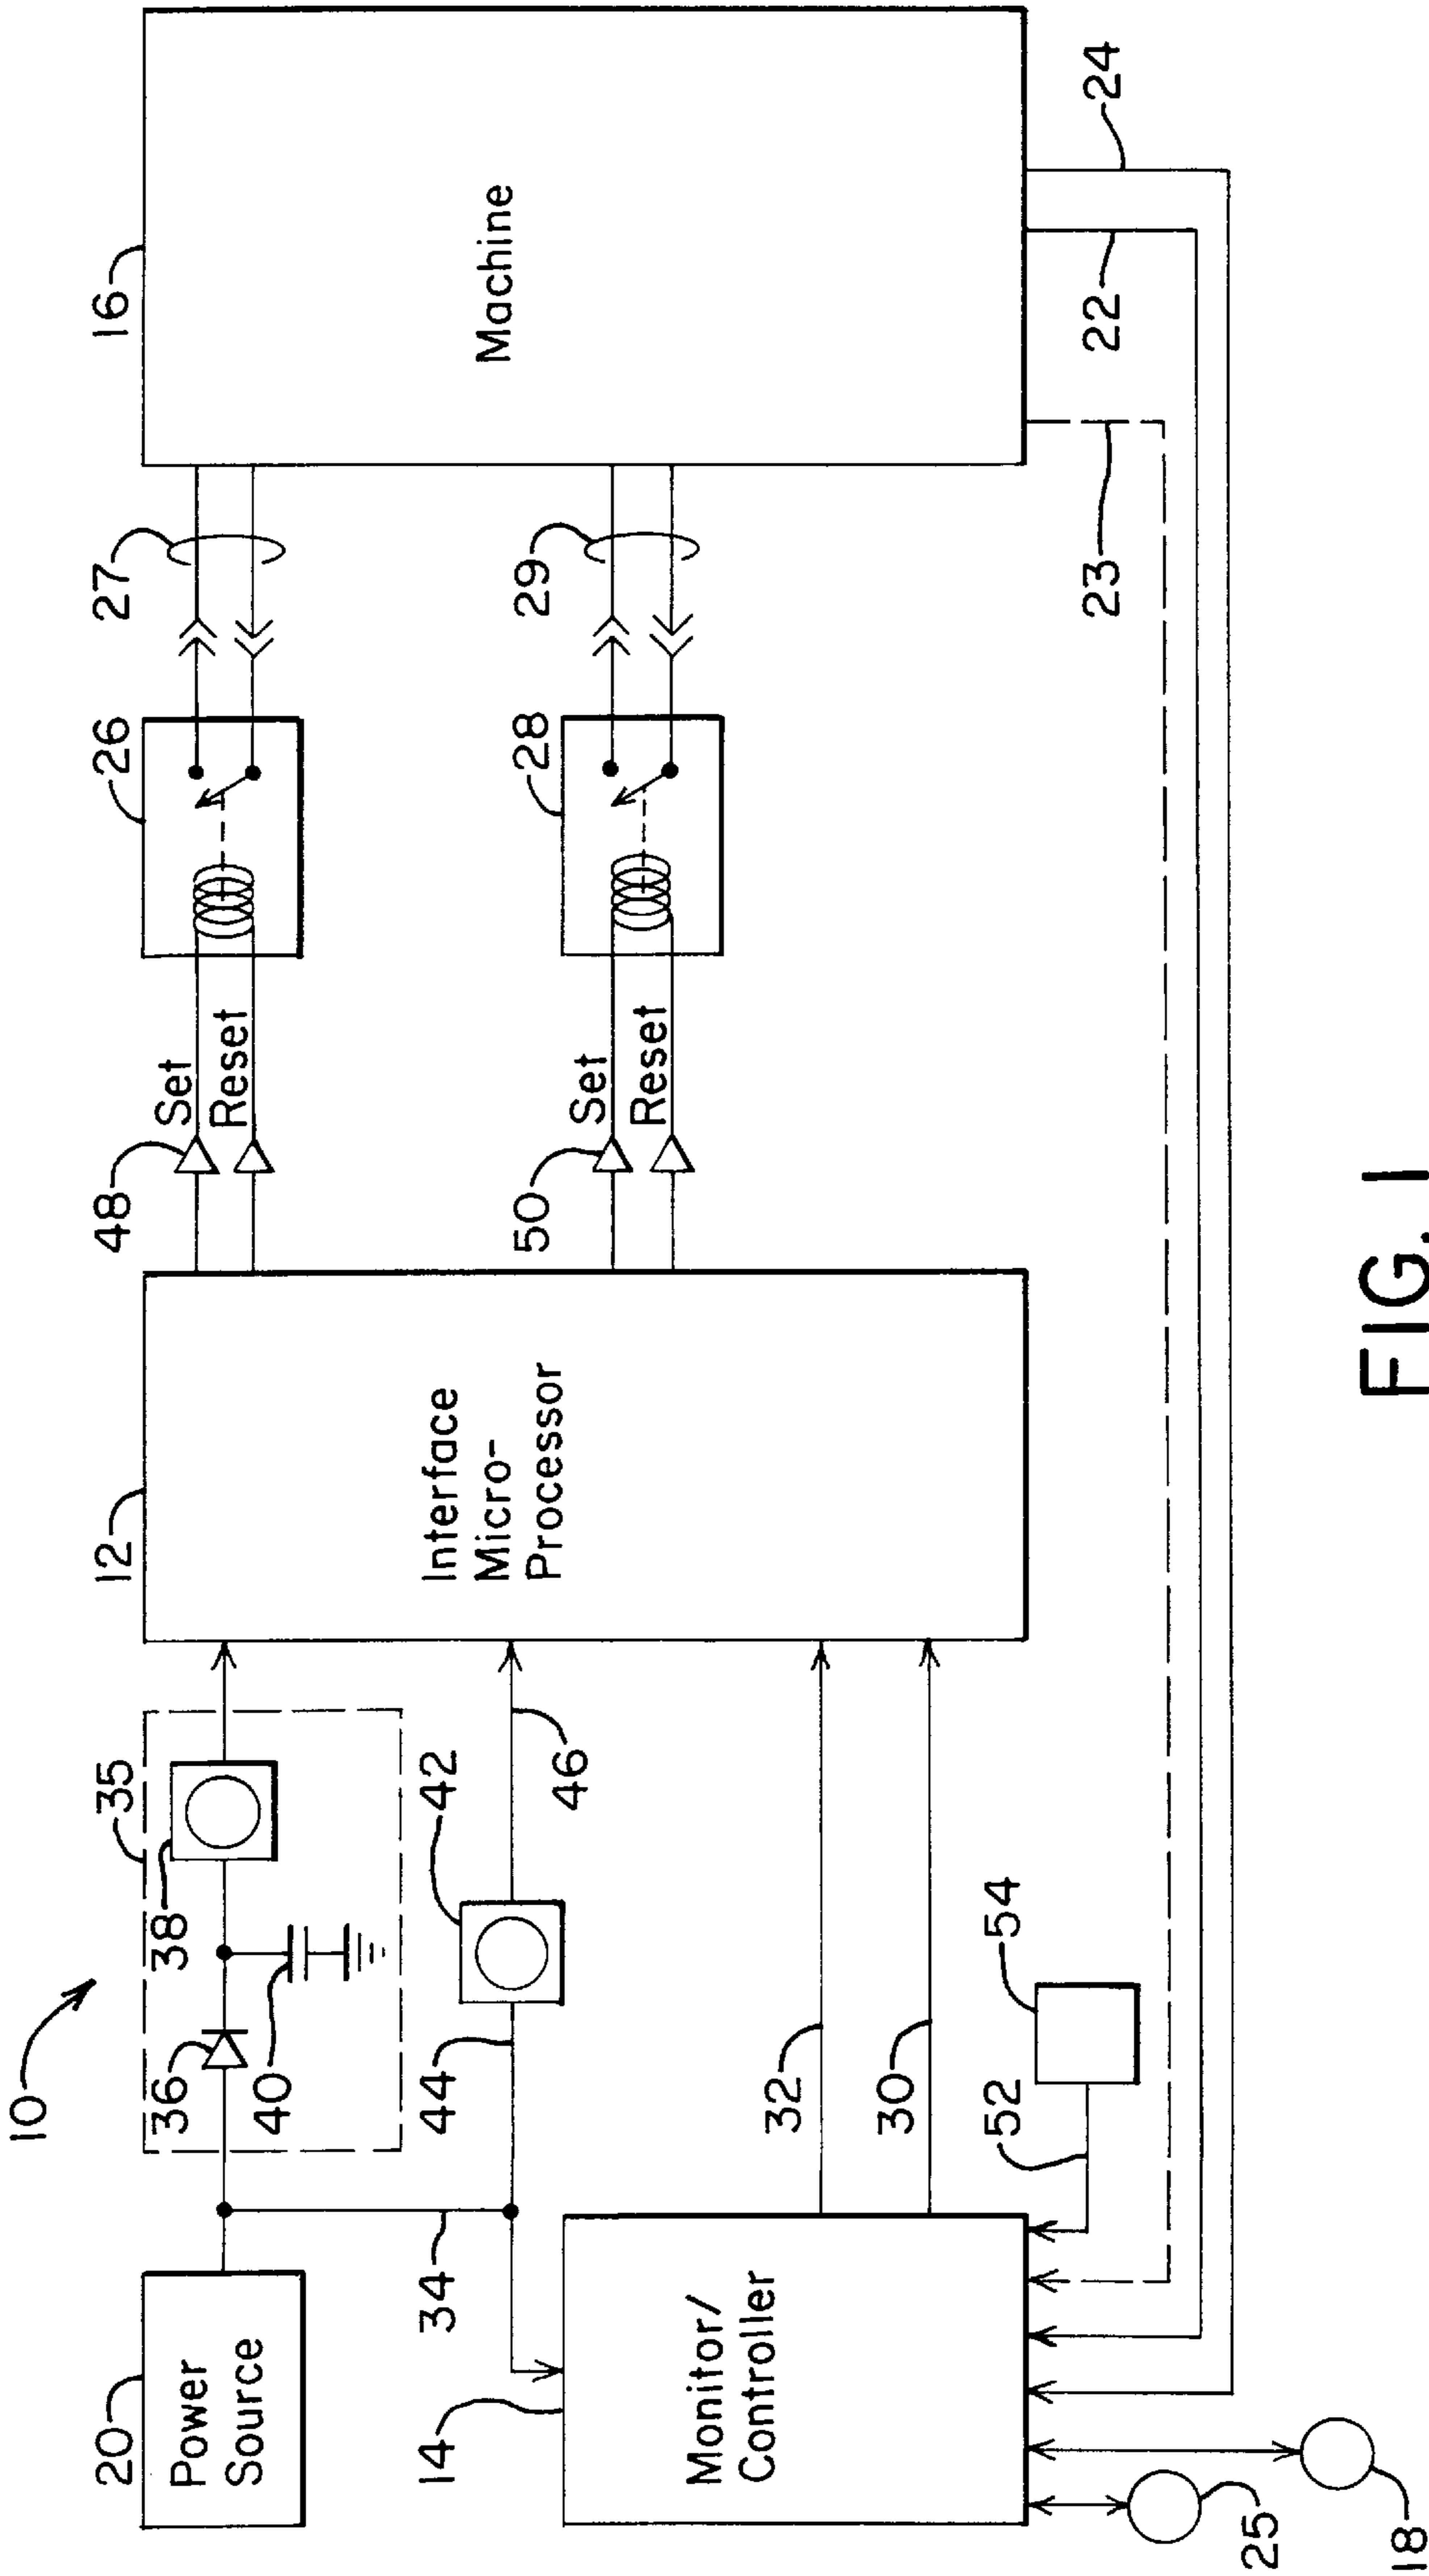 10
20
Power
Source
34
36
38
35
40
44
42
46
12
Interface
Micro-
Processor
48
Set
Reset
26
27
16
Machine
50
Set
Reset
28
29
14
Monitor/
Controller
32
30
52
54
23
22
24
25
18
FIG. 1